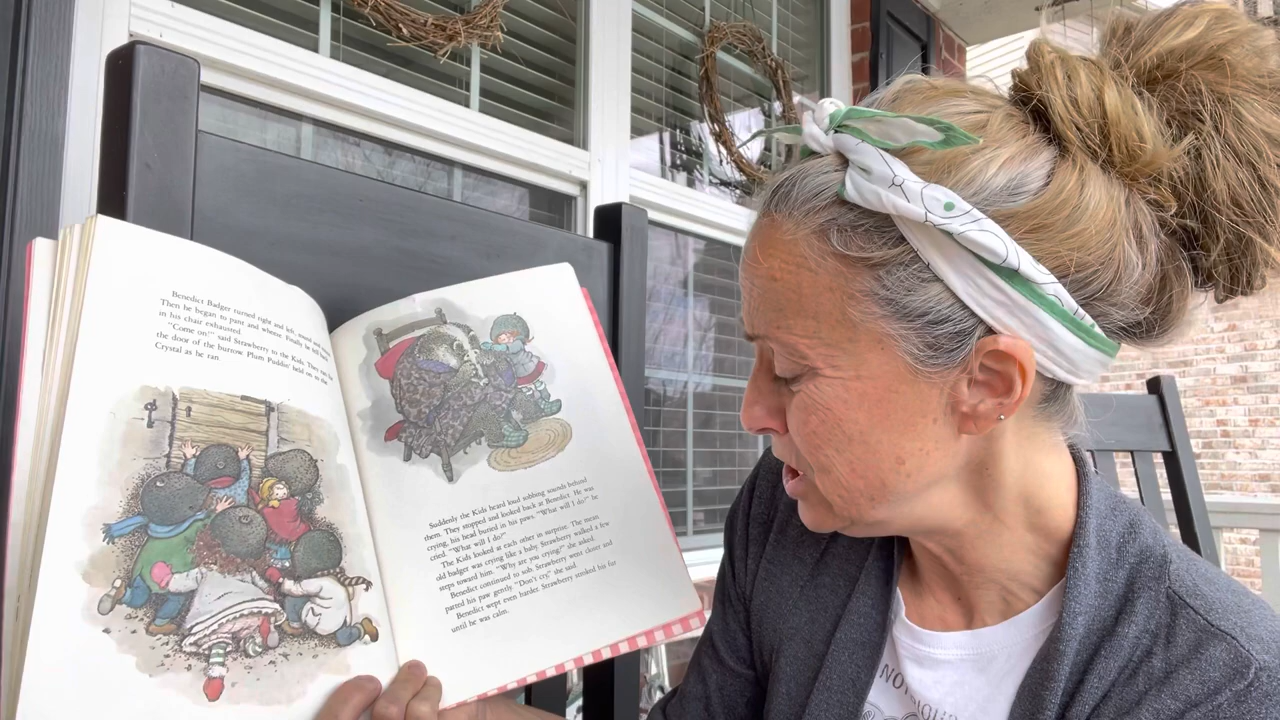 Benedict Badger turned right and left, round and
Then he began to pant and wheeze. Finally he fell back
in his chair exhausted.
"Come on!" said Strawberry to the Kids. They ran for
the door of the burrow. Plum Puddin' held on to the
Crystal as he ran.
Suddenly the Kids heard loud sobbing sounds behind
them. They stopped and looked back at Benedict. He was
crying, his head buried in his paws. "What will I do?" he
cried. "What will I do?"
The Kids looked at each other in surprise. The mean
old badger was crying like a baby. Strawberry walked a few
steps toward him. "Why are you crying?" she asked.
Benedict continued to sob. Strawberry went closer and
patted his paw gently. "Don't cry," she said.
Benedict wept even harder. Strawberry stroked his fur
until he was calm.